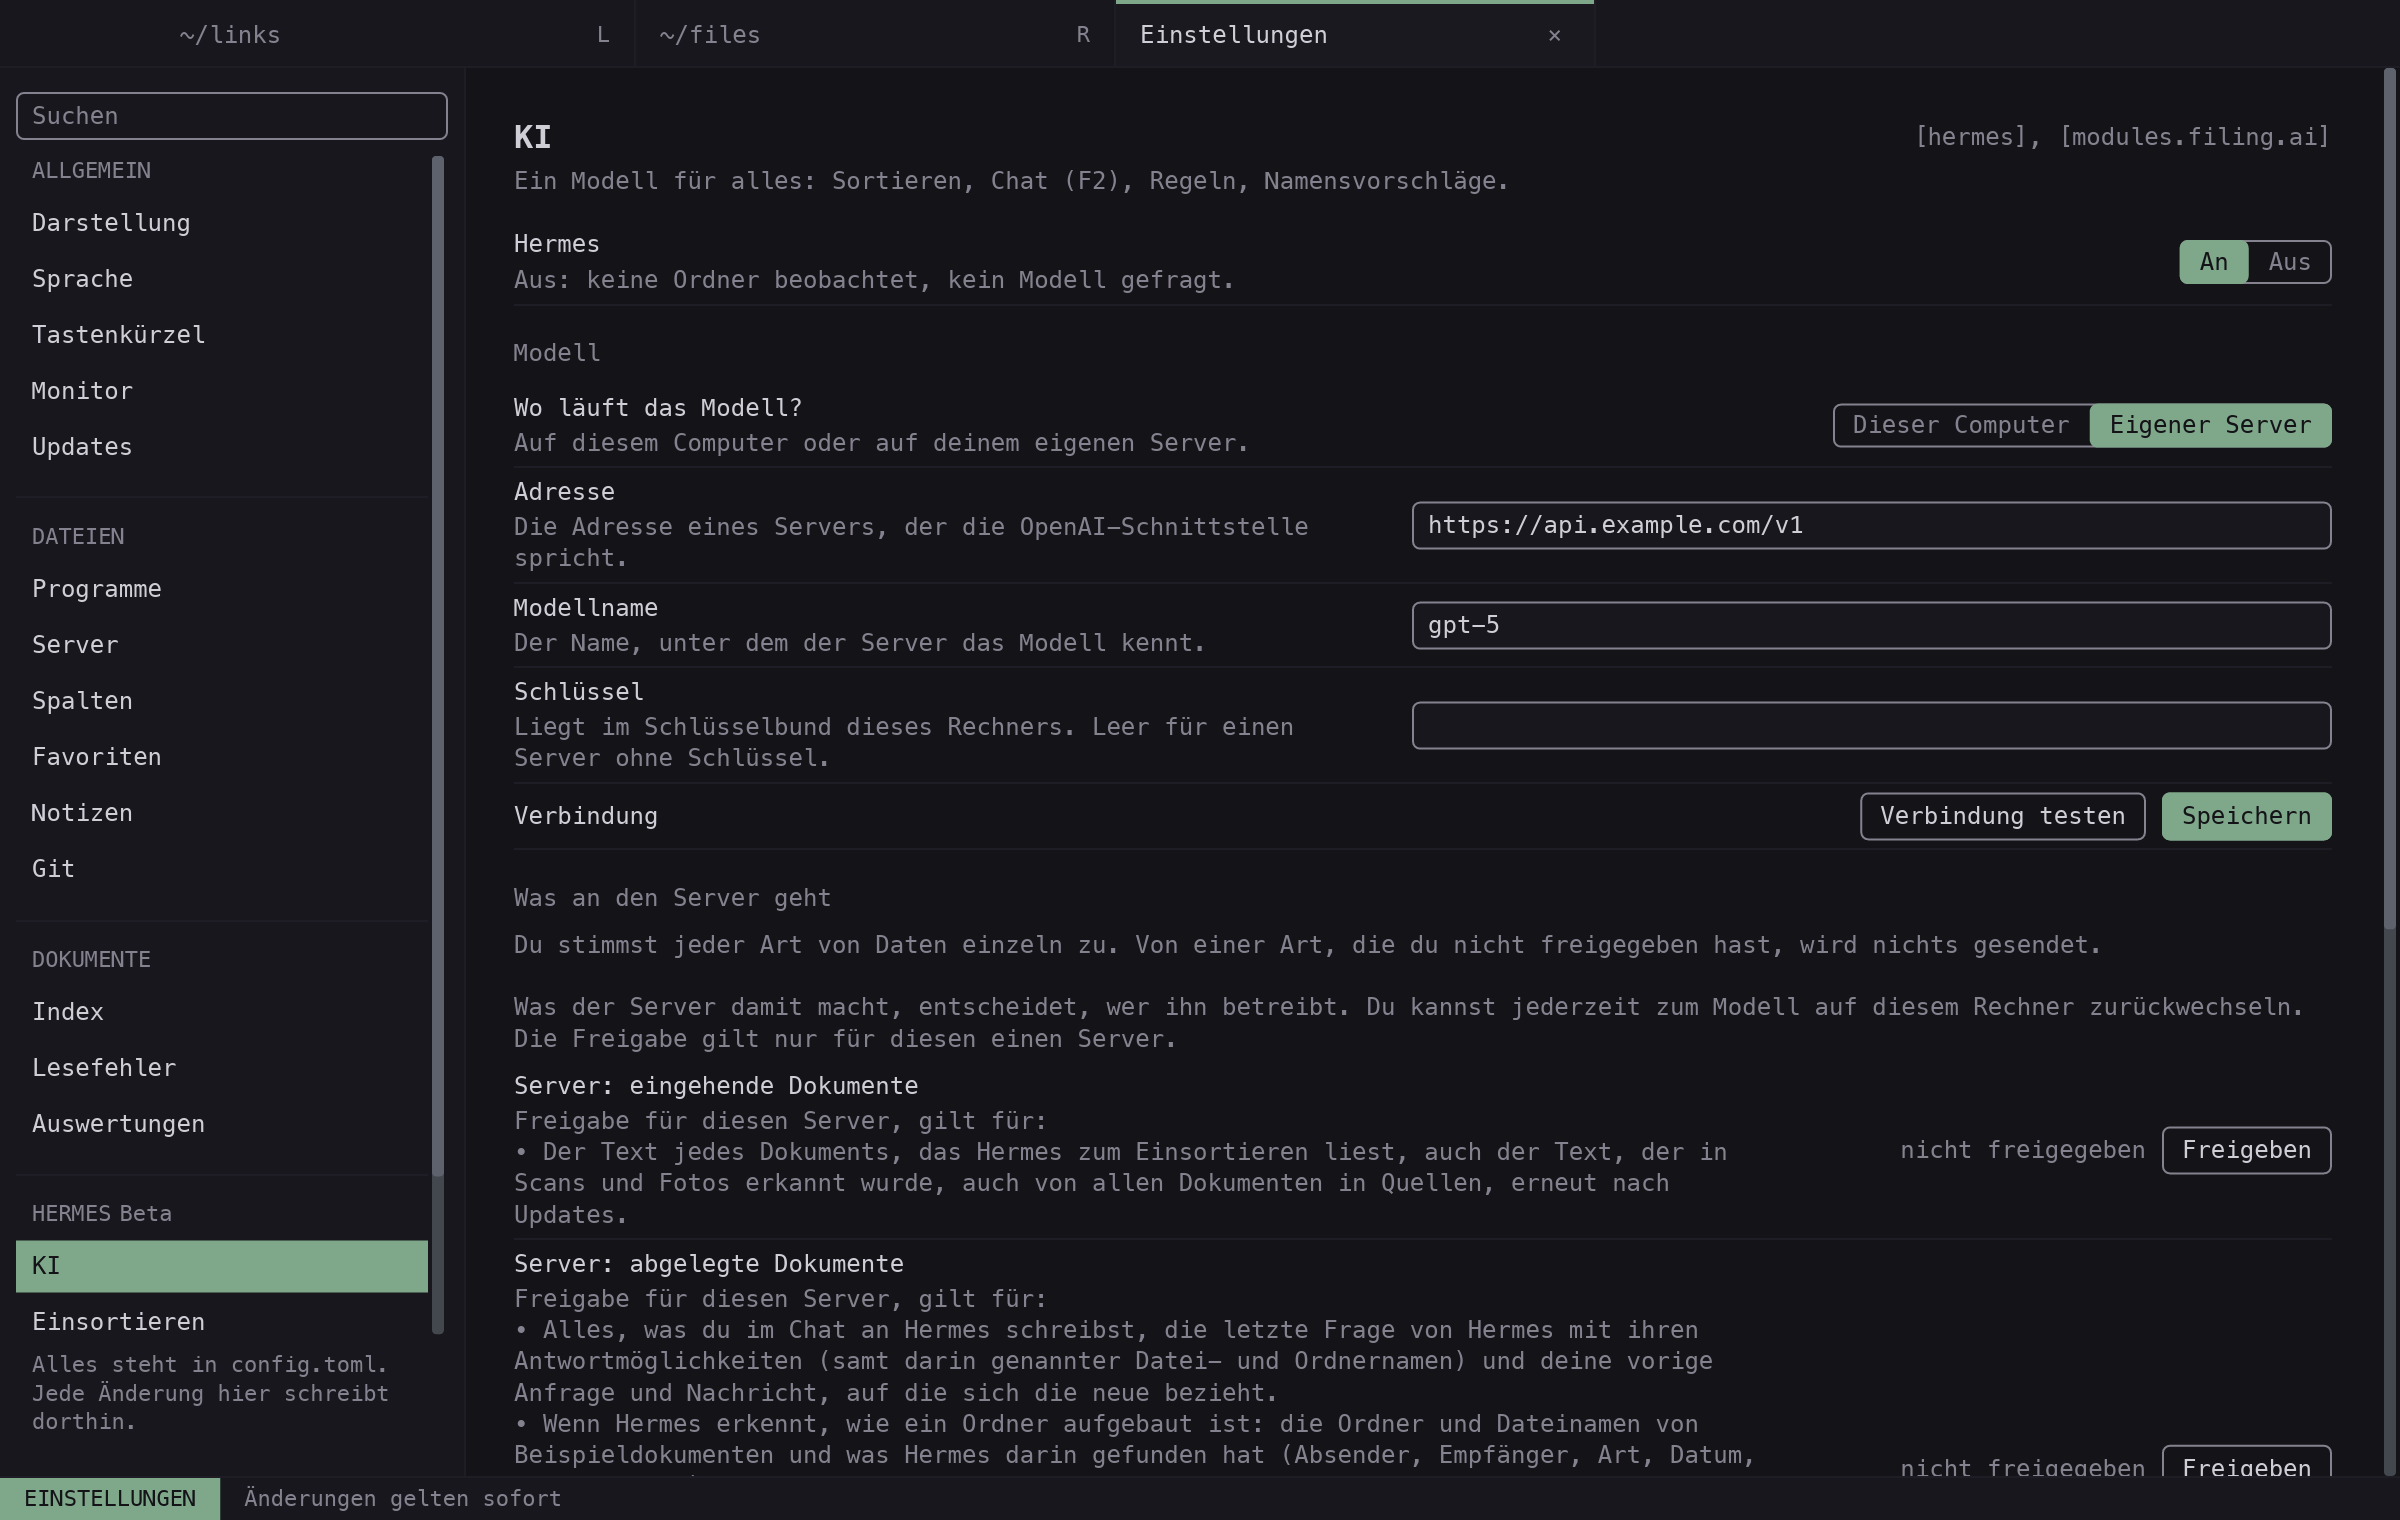 ~/links L ~/files R Einstellungen ×
Suchen
ALLGEMEIN
Darstellung
Sprache
Tastenkürzel
Monitor
Updates
DATEIEN
Programme
Server
Spalten
Favoriten
Notizen
Git
DOKUMENTE
Index
Lesefehler
Auswertungen
HERMES Beta
KI
Einsortieren
Alles steht in config.toml.
Jede Änderung hier schreibt
dorthin.
KI [hermes], [modules.filing.ai]
Ein Modell für alles: Sortieren, Chat (F2), Regeln, Namensvorschläge.
Hermes
Aus: keine Ordner beobachtet, kein Modell gefragt.
An Aus
Modell
Wo läuft das Modell?
Auf diesem Computer oder auf deinem eigenen Server.
Dieser Computer Eigener Server
Adresse
Die Adresse eines Servers, der die OpenAI-Schnittstelle
spricht.
https://api.example.com/v1
Modellname
Der Name, unter dem der Server das Modell kennt.
gpt-5
Schlüssel
Liegt im Schlüsselbund dieses Rechners. Leer für einen
Server ohne Schlüssel.
Verbindung Verbindung testen Speichern
Was an den Server geht
Du stimmst jeder Art von Daten einzeln zu. Von einer Art, die du nicht freigegeben hast, wird nichts gesendet.
Was der Server damit macht, entscheidet, wer ihn betreibt. Du kannst jederzeit zum Modell auf diesem Rechner zurückwechseln.
Die Freigabe gilt nur für diesen einen Server.
Server: eingehende Dokumente
Freigabe für diesen Server, gilt für:
• Der Text jedes Dokuments, das Hermes zum Einsortieren liest, auch der Text, der in
Scans und Fotos erkannt wurde, auch von allen Dokumenten in Quellen, erneut nach
Updates.
nicht freigegeben Freigeben
Server: abgelegte Dokumente
Freigabe für diesen Server, gilt für:
• Alles, was du im Chat an Hermes schreibst, die letzte Frage von Hermes mit ihren
Antwortmöglichkeiten (samt darin genannter Datei- und Ordnernamen) und deine vorige
Anfrage und Nachricht, auf die sich die neue bezieht.
• Wenn Hermes erkennt, wie ein Ordner aufgebaut ist: die Ordner und Dateinamen von
Beispieldokumenten und was Hermes darin gefunden hat (Absender, Empfänger, Art, Datum,
nicht freigegeben Freigeben
EINSTELLUNGEN Änderungen gelten sofort